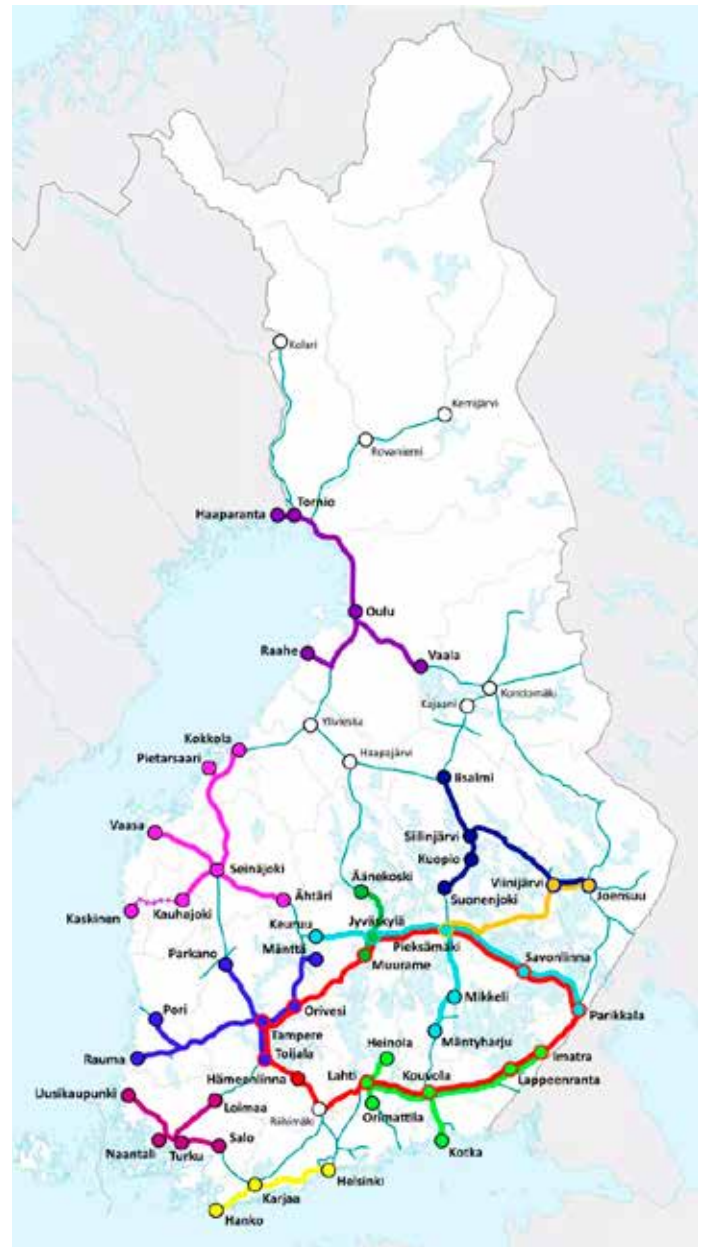 Kolari
Kemijärvi
Rovaniemi
Tornio
Haaparanta
Oulu
Raahe
Vaala
Kontiomäki
Kajaani
Ylivieska
Kokkola
Haapajärvi
Pietarsaari
Iisalmi
Vaasa
Siilinjärvi
Kuopio
Seinäjoki
Äänekoski
Viinijärvi
Joensuu
Suonenjoki
Ähtäri
Kaskinen
Kauhajoki
Keuruu
Jyväskylä
Pieksämäki
Parkano
Mänttä
Muurame
Savonlinna
Mikkeli
Orivesi
Parikkala
Pori
Tampere
Mäntyharju
Heinola
Imatra
Rauma
Toijala
Hämeenlinna
Lahti
Kouvola
Lappeenranta
Uusikaupunki
Loimaa
Riihimäki
Orimattila
Naantali
Turku
Salo
Kotka
Helsinki
Karjaa
Hanko